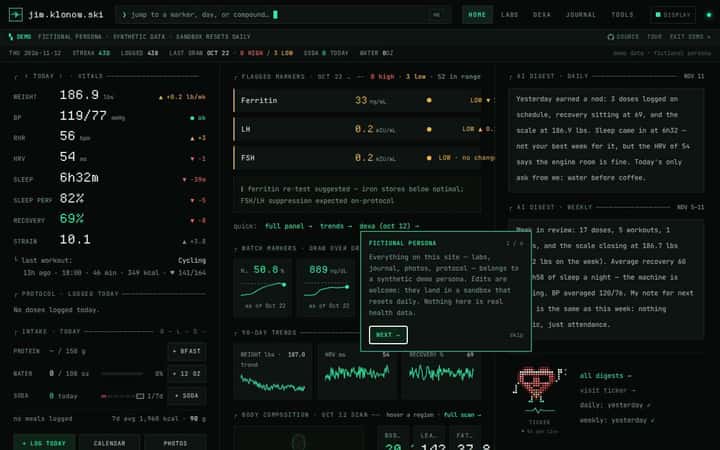 jim.klonow.ski
❯ jump to a marker, day, or compound…
⌘K
HOME LABS DEXA JOURNAL TOOLS
DISPLAY
DEMO FICTIONAL PERSONA · SYNTHETIC DATA · SANDBOX RESETS DAILY
SOURCE TOUR EXIT DEMO ✕
THU 2026-11-12 STREAK 43D LOGGED 43D LAST DRAW OCT 22 · 0 HIGH / 3 LOW SODA 0 TODAY WATER 0OZ
demo data · fictional persona
‹ TODAY › · VITALS
WEIGHT 186.9 lbs ▲ +0.2 lb/wk
BP 119/77 mmHg ● ok
RHR 56 bpm ▲ +3
HRV 54 ms ▼ -1
SLEEP 6h32m ▼ -39m
SLEEP PERF 82% ▼ -5
RECOVERY 69% ▼ -8
STRAIN 10.1 ▲ +3.8
└ last workout: Cycling
13h ago · 18:00 · 46 min · 349 kcal · ♥ 141/164
PROTOCOL · LOGGED TODAY
No doses logged.
INTAKE · TODAY
PROTEIN — / 150 g + BFAST
WATER 0 / 100 oz 0% + 12 OZ
SODA 0 today 1/7d + SODA
no meals logged 7d avg 1,960 kcal · 90 g
+ LOG TODAY CALENDAR PHOTOS
FLAGGED MARKERS · OCT 22 … 0 high · 3 low · 52 in range
Ferritin 33 ng/mL LOW ▼
LH 0.2 mIU/mL LOW ▲ 0.
FSH 0.2 mIU/mL LOW · no change
Ferritin re-test suggested — iron stores below optimal;
FSH/LH suppression expected on-protocol
quick: full panel → trends → dexa (oct 12) →
WATCH MARKERS · DRAW OVER DR
50.8 %
as of Oct 22
889 ng/dL
as of Oct 22
90-DAY TRENDS
WEIGHT lbs · trend 187.0
HRV ms 54
RECOVERY % 69
BODY COMPOSITION · OCT 12 SCAN hover a region · full scan →
BOD… LEA… FAT…
FICTIONAL PERSONA
Everything on this site — labs,
journal, photos, protocol — belongs to
a synthetic demo persona. Edits are
welcome: they land in a sandbox that
resets daily. Nothing here is real
health data.
NEXT →
Skip
AI DIGEST · DAILY NOV 11
Yesterday earned a nod: 3 doses logged on
schedule, recovery sitting at 69, and the
scale at 186.9 lbs. Sleep came in at 6h32 —
not your best week for it, but the HRV of 54
says the engine room is fine. Today's only
ask from me: water before coffee.
AI DIGEST · WEEKLY NOV 5–11
Week in review: 17 doses, 5 workouts, 1
and the scale closing at 186.7 lbs
lbs on the week). Average recovery 60
of sleep a night — the machine is
BP averaged 120/76. My note for next
is the same as this week: nothing
just attendance.
TICKER
all digests →
visit ticker →
daily: yesterday ✓
weekly: yesterday ✓